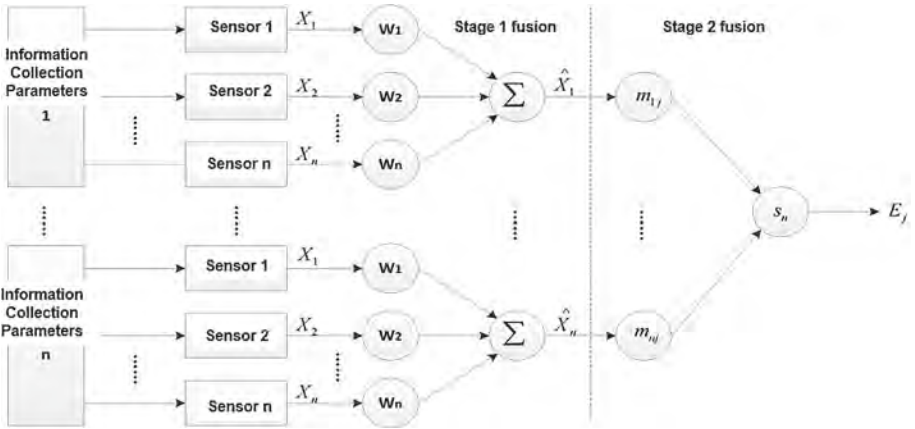 Stage 1 fusion
Stage 2 fusion
Information
Collection
Parameters
1
Sensor 1
X₁
W₁
Sensor 2
X₂
W₂
Sensor n
Xₙ
Wₙ
∑
X̂₁
m₁ⱼ
Information
Collection
Parameters
n
Sensor 1
X₁
W₁
Sensor 2
X₂
W₂
Sensor n
Xₙ
Wₙ
∑
X̂ₙ
mₙⱼ
sₙ
Eⱼ